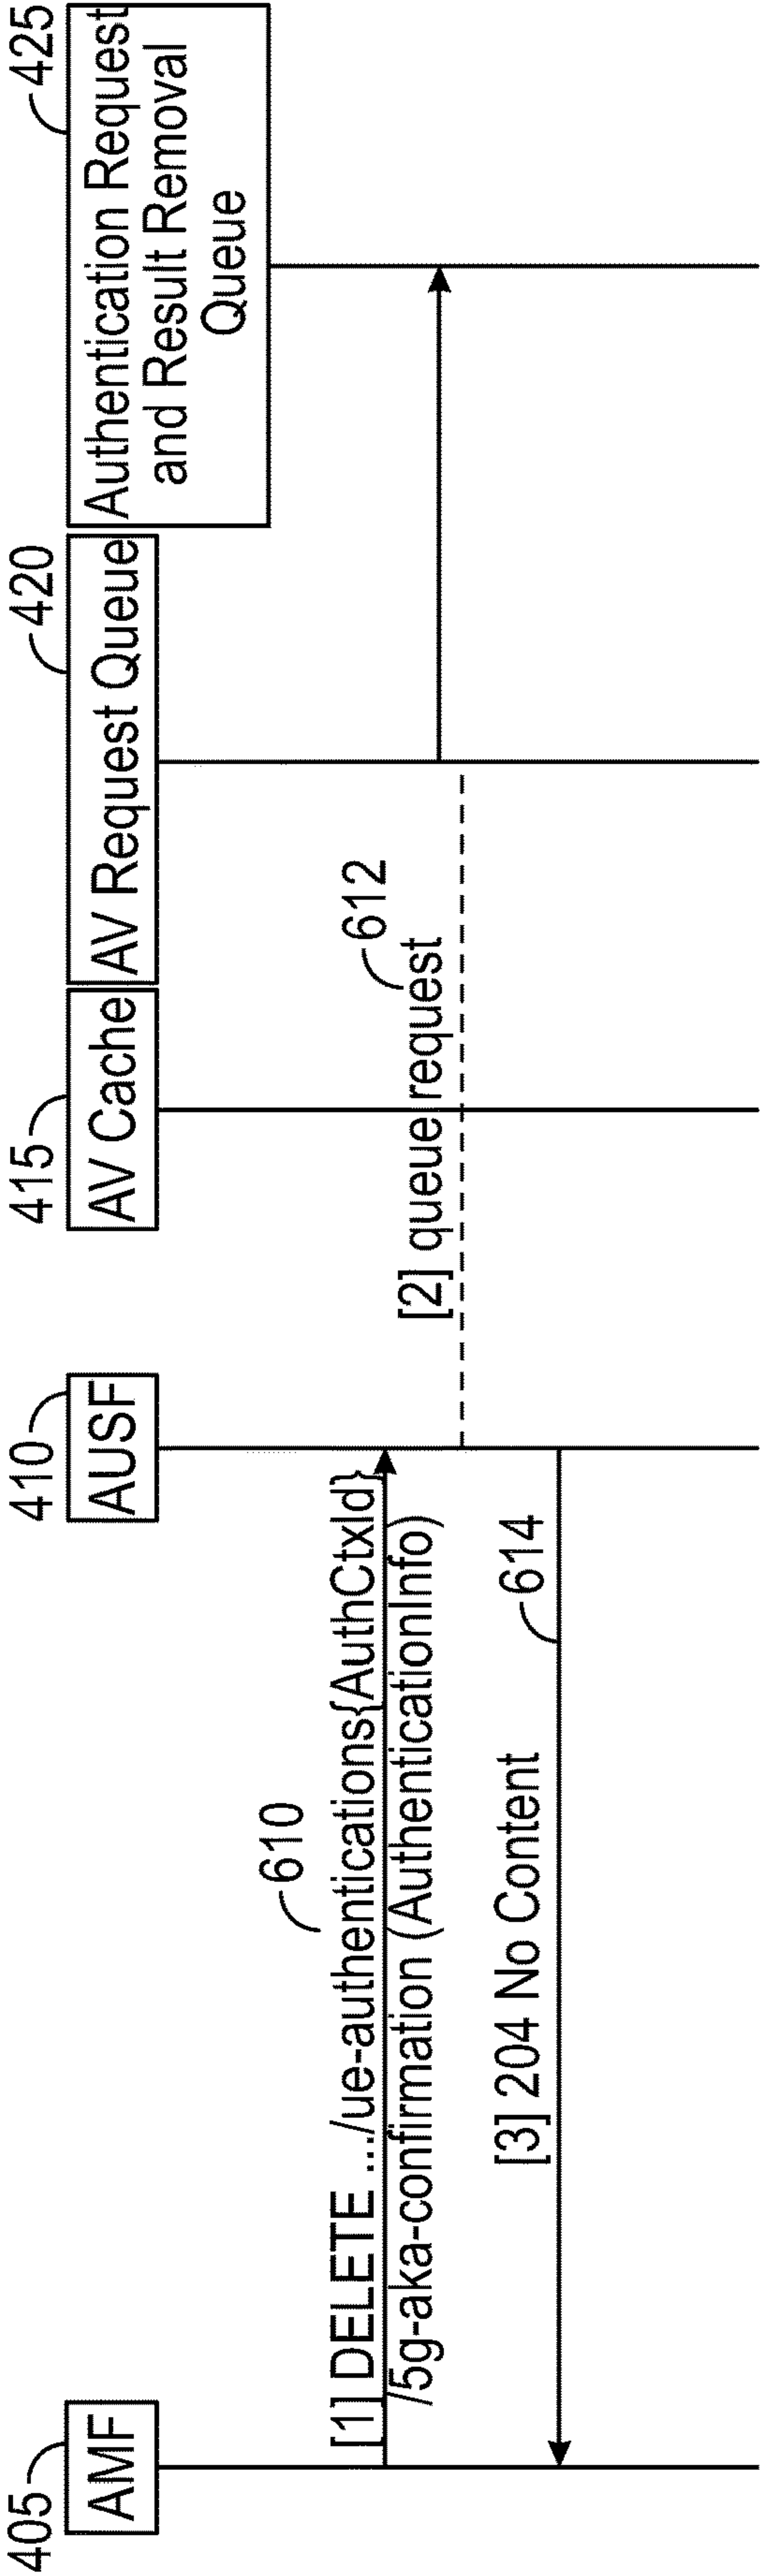 405
AMF
410
AUSF
415
AV Cache
420
AV Request Queue
425
Authentication Request
and Result Removal
Queue
610
[1] DELETE .../ue-authentications{AuthCtxId}
/5g-aka-confirmation (AuthenticationInfo)
612
[2] queue request
[3] 204 No Content
614